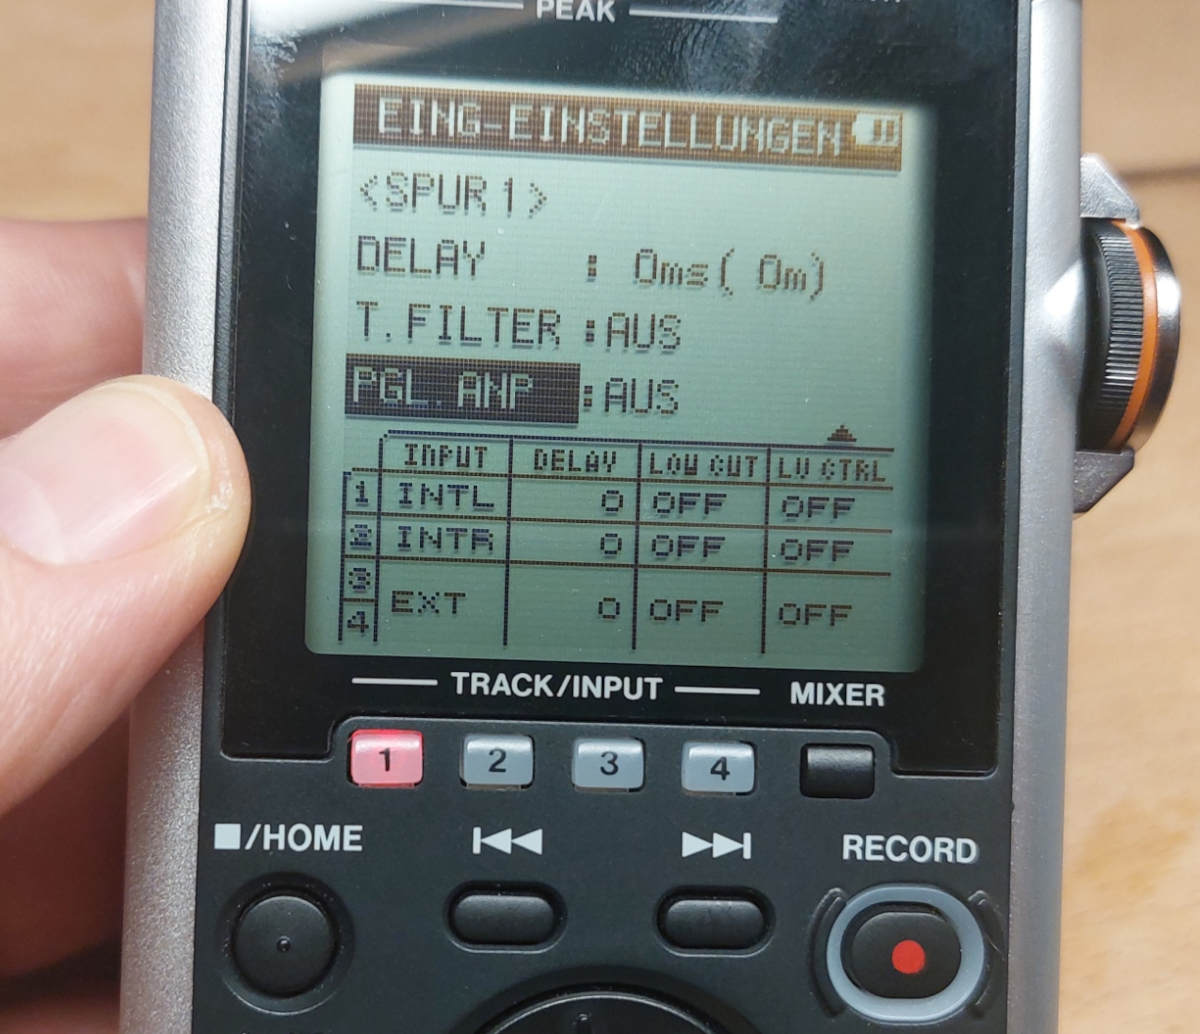 PEAK
EING-EINSTELLUNGEN
<SPUR 1>
DELAY : 0ms( 0m)
T.FILTER :AUS
PGL.ANP :AUS
INPUT DELAY LOW CUT LV CTRL
1 INTL 0 OFF OFF
2 INTR 0 OFF OFF
3
EXT 0 OFF OFF
4
TRACK/INPUT MIXER
1 2 3 4
/HOME RECORD